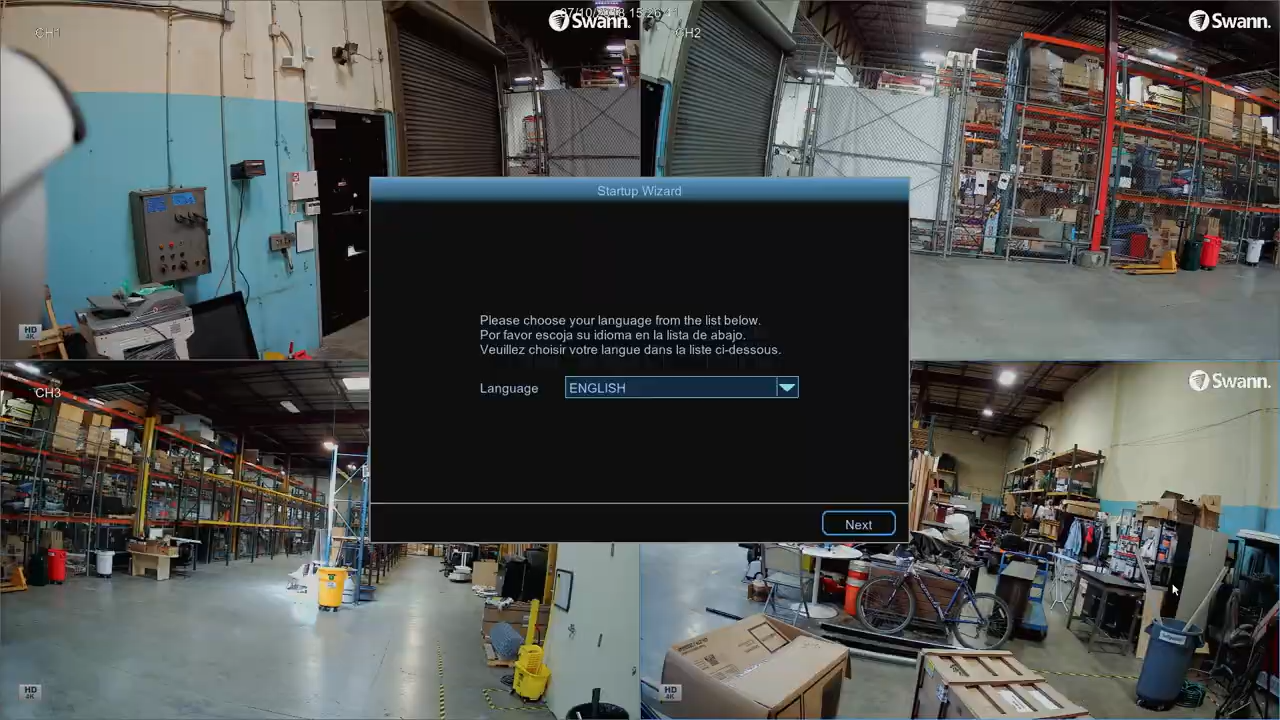 CH1
Swann.
CH2
Swann.
Startup Wizard
Please choose your language from the list below.
Por favor escoja su idioma en la lista de abajo.
Veuillez choisir votre langue dans la liste ci-dessous.
Language ENGLISH
Next
HD
4K
CH3
Swann.
HD
4K
HD
4K